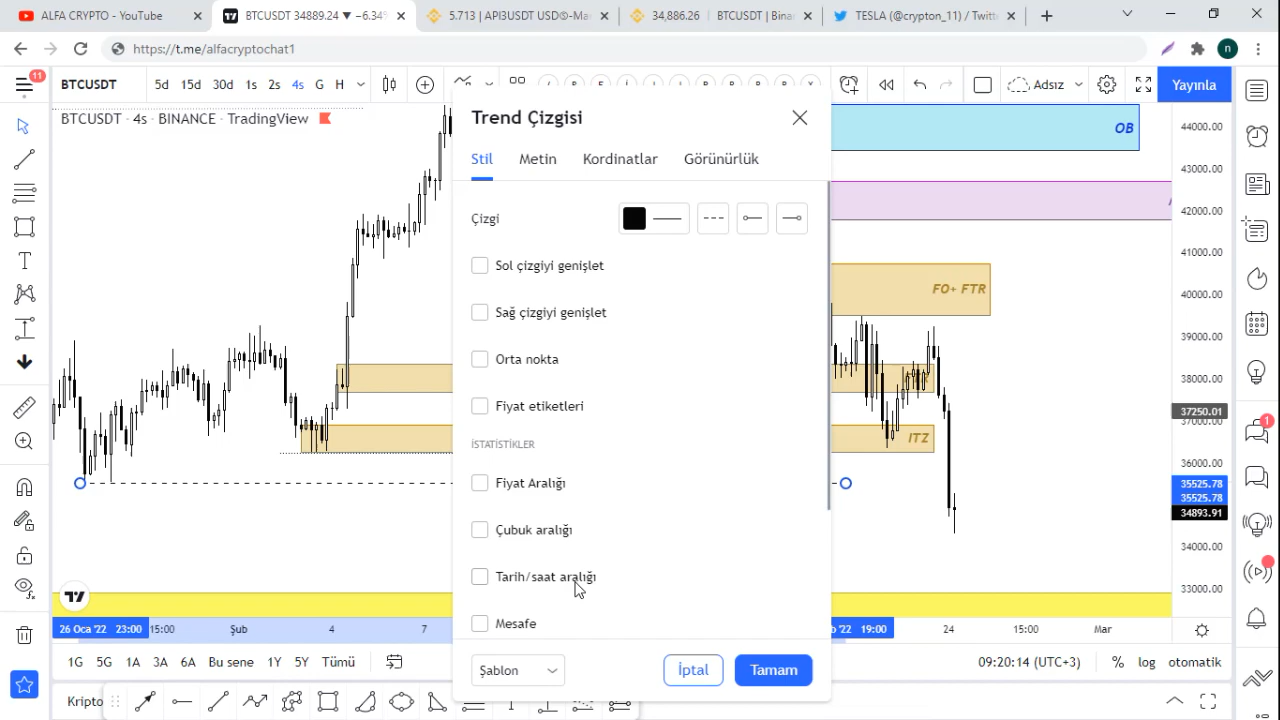 ALFA CRYPTO - YouTube
BTCUSDT 34889.24 ▼ −6.34%
5.713 | API3USDT USDⓈ-Ma
34,886.26 | BTCUSDT | Binan
TESLA (@crypton_11) / Twitt
https://t.me/alfacryptochat1
n
11
BTCUSDT
5d
15d
30d
1s
2s
4s
G
H
Adsız
Yayınla
BTCUSDT · 4s · BINANCE · TradingView
Trend Çizgisi
Stil
Metin
Kordinatlar
Görünürlük
Çizgi
Sol çizgiyi genişlet
Sağ çizgiyi genişlet
Orta nokta
Fiyat etiketleri
İSTATİSTİKLER
Fiyat Aralığı
Çubuk aralığı
Tarih/saat aralığı
Mesafe
Şablon
İptal
Tamam
OB
FO+ FTR
ITZ
44000.00
43000.00
42000.00
41000.00
40000.00
39000.00
38000.00
37250.01
37000.00
36000.00
35525.78
35525.78
34893.91
34000.00
33000.00
1
26 Oca '22 23:00
15:00
Şub
4
7
'22 19:00
24
15:00
Mar
1G
5G
1A
3A
6A
Bu sene
1Y
5Y
Tümü
09:20:14 (UTC+3)
%
log
otomatik
Kripto